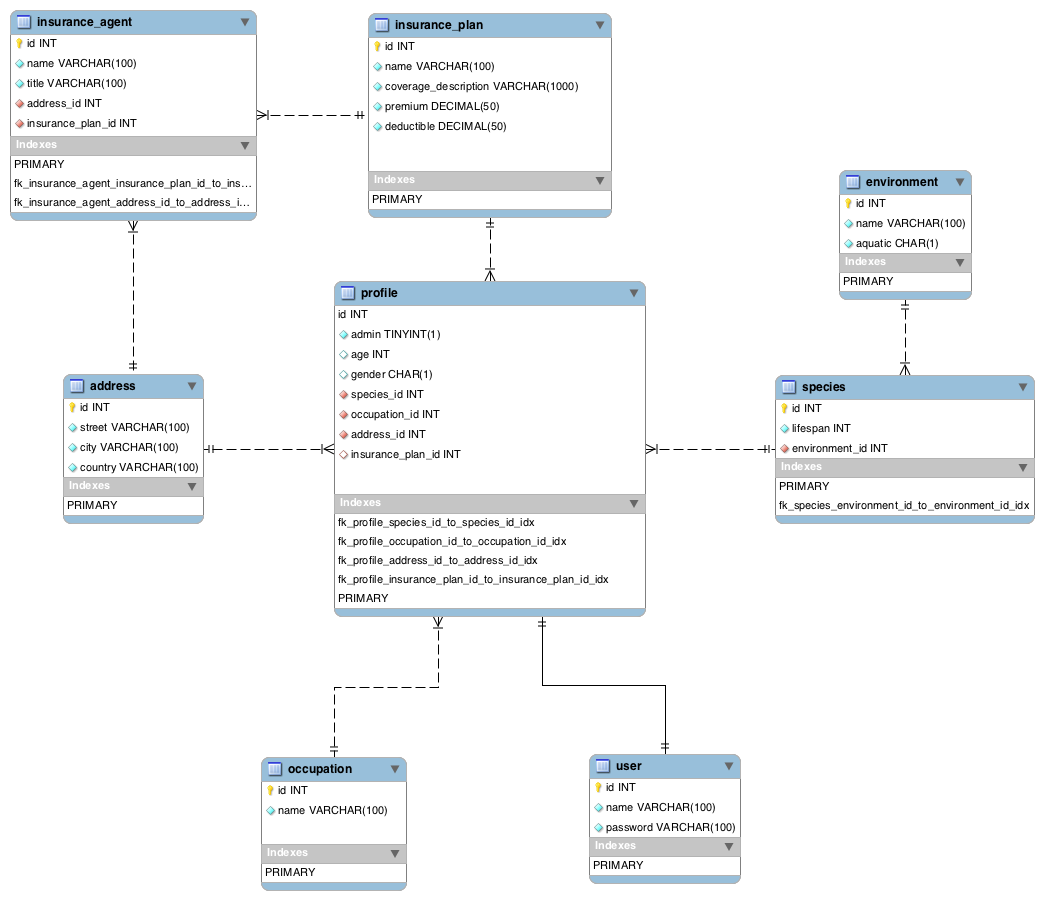 insurance_agent
id INT
name VARCHAR(100)
title VARCHAR(100)
address_id INT
insurance_plan_id INT
Indexes
PRIMARY
fk_insurance_agent_insurance_plan_id_to_ins...
fk_insurance_agent_address_id_to_address_i...
insurance_plan
id INT
name VARCHAR(100)
coverage_description VARCHAR(1000)
premium DECIMAL(50)
deductible DECIMAL(50)
Indexes
PRIMARY
environment
id INT
name VARCHAR(100)
aquatic CHAR(1)
Indexes
PRIMARY
profile
id INT
admin TINYINT(1)
age INT
gender CHAR(1)
species_id INT
occupation_id INT
address_id INT
insurance_plan_id INT
Indexes
fk_profile_species_id_to_species_id_idx
fk_profile_occupation_id_to_occupation_id_idx
fk_profile_address_id_to_address_id_idx
fk_profile_insurance_plan_id_to_insurance_plan_id_idx
PRIMARY
address
id INT
street VARCHAR(100)
city VARCHAR(100)
country VARCHAR(100)
Indexes
PRIMARY
species
id INT
lifespan INT
environment_id INT
Indexes
PRIMARY
fk_species_environment_id_to_environment_id_idx
occupation
id INT
name VARCHAR(100)
Indexes
PRIMARY
user
id INT
name VARCHAR(100)
password VARCHAR(100)
Indexes
PRIMARY